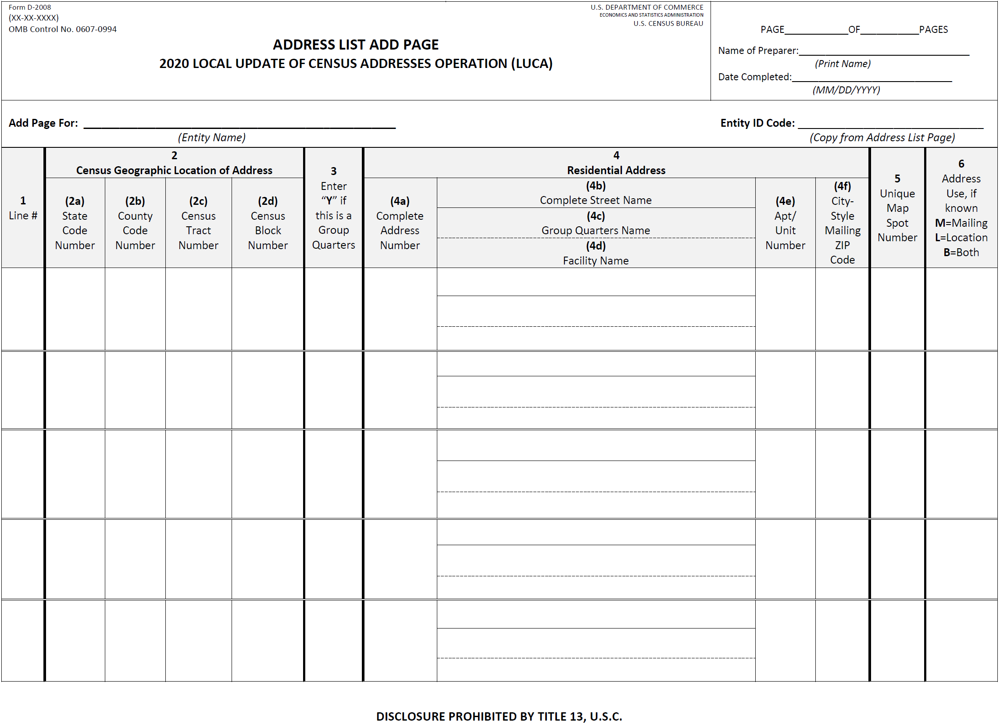 Form D-2008
(XX-XX-XXXX)
OMB Control No. 0607-0994
U.S. DEPARTMENT OF COMMERCE
ECONOMICS AND STATISTICS ADMINISTRATION
U.S. CENSUS BUREAU
ADDRESS LIST ADD PAGE
2020 LOCAL UPDATE OF CENSUS ADDRESSES OPERATION (LUCA)
PAGE____________OF___________PAGES
Name of Preparer:________________________________
(Print Name)
Date Completed:______________________________
(MM/DD/YYYY)
Add Page For: ____________________________________________________
(Entity Name)
Entity ID Code: _______________________________
(Copy from Address List Page)
1
Line #
2
Census Geographic Location of Address
(2a)
State
Code
Number
(2b)
County
Code
Number
(2c)
Census
Tract
Number
(2d)
Census
Block
Number
3
Enter
“Y” if
this is a
Group
Quarters
4
Residential Address
(4a)
Complete
Address
Number
(4b)
Complete Street Name
(4c)
Group Quarters Name
(4d)
Facility Name
(4e)
Apt/
Unit
Number
(4f)
City-
Style
Mailing
ZIP
Code
5
Unique
Map
Spot
Number
6
Address
Use, if
known
M=Mailing
L=Location
B=Both
DISCLOSURE PROHIBITED BY TITLE 13, U.S.C.